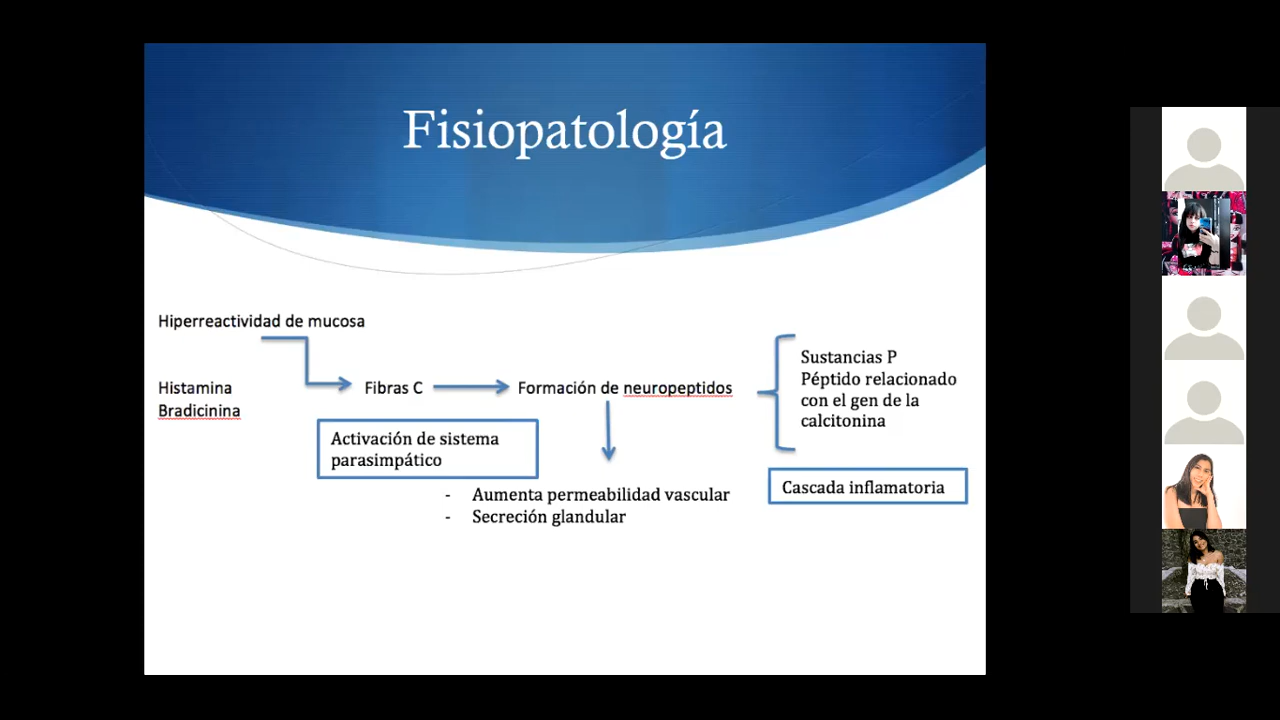 Fisiopatología
Hiperreactividad de mucosa
Histamina
Bradicinina
Fibras C
Formación de neuropeptidos
Sustancias P
Péptido relacionado
con el gen de la
calcitonina
Activación de sistema
parasimpático
Cascada inflamatoria
- Aumenta permeabilidad vascular
- Secreción glandular